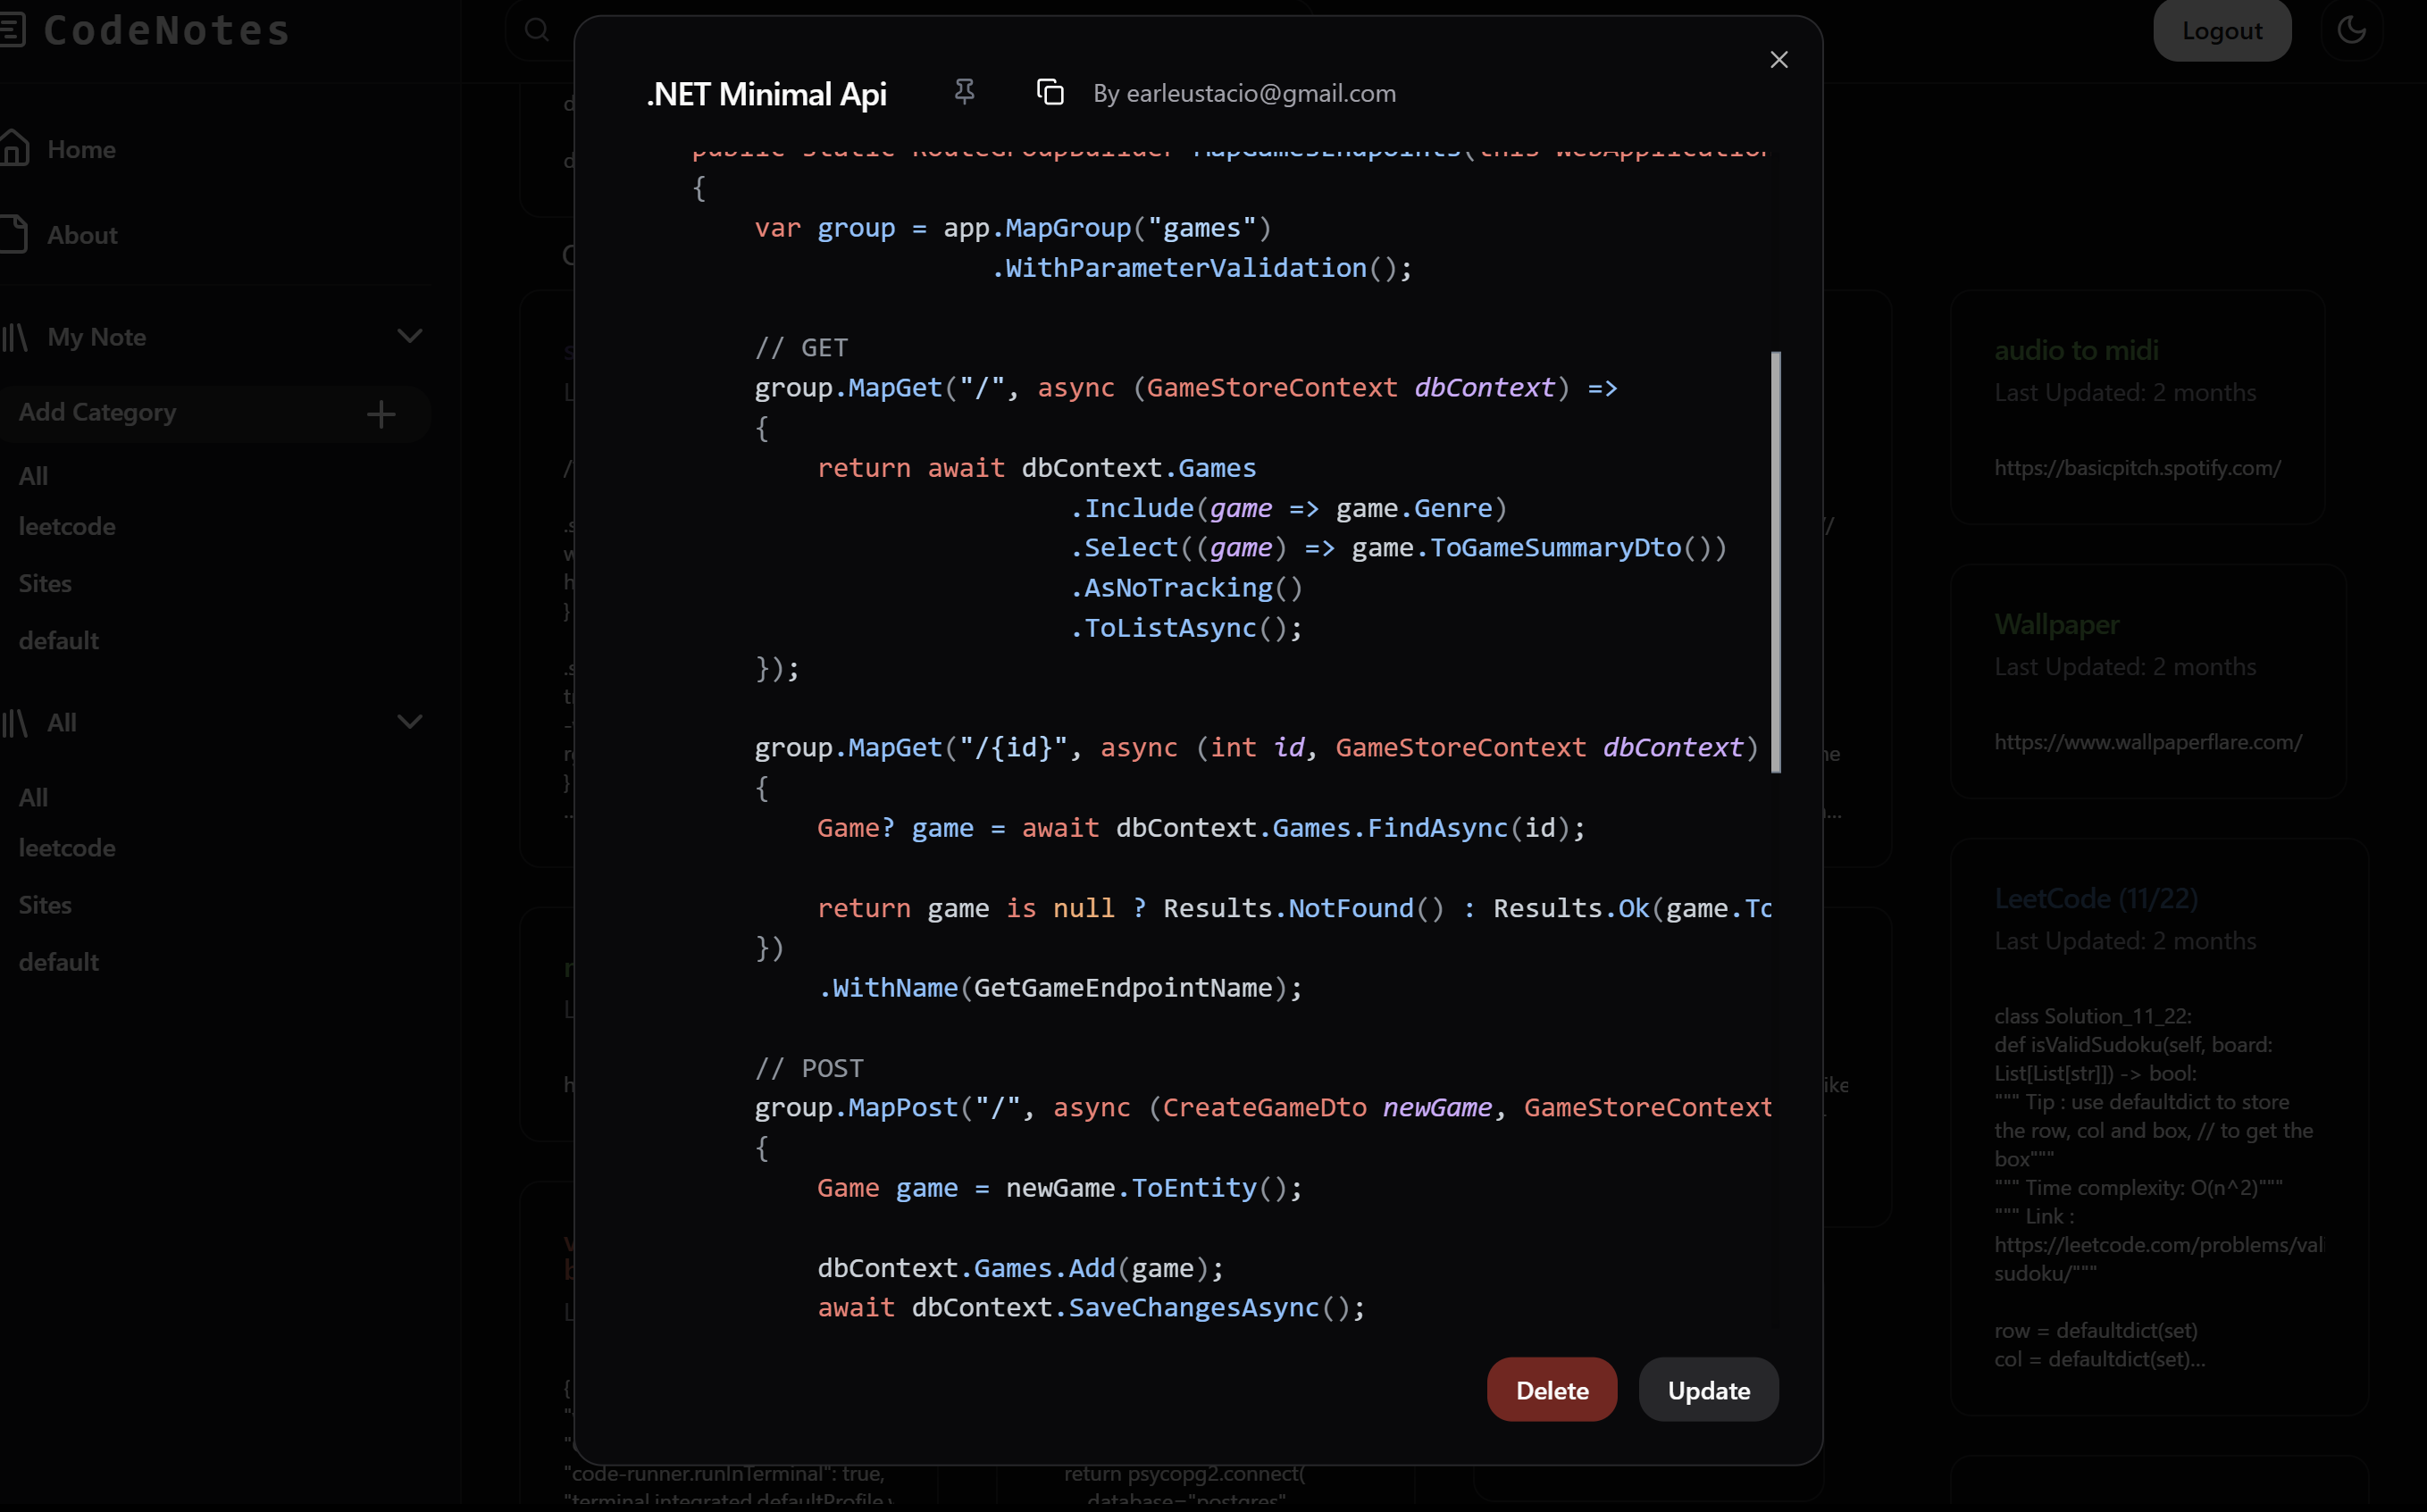 CodeNotes
Logout
Home
About
My Note
Add Category
All
leetcode
Sites
default
All
All
leetcode
Sites
default
.NET Minimal Api
By earleustacio@gmail.com
public static RouteGroupBuilder MapGamesEndpoints(this WebApplication
{
var group = app.MapGroup("games")
.WithParameterValidation();
// GET
group.MapGet("/", async (GameStoreContext dbContext) =>
{
return await dbContext.Games
.Include(game => game.Genre)
.Select((game) => game.ToGameSummaryDto())
.AsNoTracking()
.ToListAsync();
});
group.MapGet("/{id}", async (int id, GameStoreContext dbContext)
{
Game? game = await dbContext.Games.FindAsync(id);
return game is null ? Results.NotFound() : Results.Ok(game.To
})
.WithName(GetGameEndpointName);
// POST
group.MapPost("/", async (CreateGameDto newGame, GameStoreContext
{
Game game = newGame.ToEntity();
dbContext.Games.Add(game);
await dbContext.SaveChangesAsync();
Delete
Update
audio to midi
Last Updated: 2 months
https://basicpitch.spotify.com/
Wallpaper
Last Updated: 2 months
https://www.wallpaperflare.com/
LeetCode (11/22)
Last Updated: 2 months
class Solution_11_22:
def isValidSudoku(self, board:
List[List[str]]) -> bool:
""" Tip : use defaultdict to store
the row, col and box, // to get the
box"""
""" Time complexity: O(n^2)"""
""" Link :
https://leetcode.com/problems/val
sudoku/"""
row = defaultdict(set)
col = defaultdict(set)...
"code-runner.runInTerminal": true,
"terminal.integrated.defaultProfile.
return psycopg2.connect(
database="postgres"